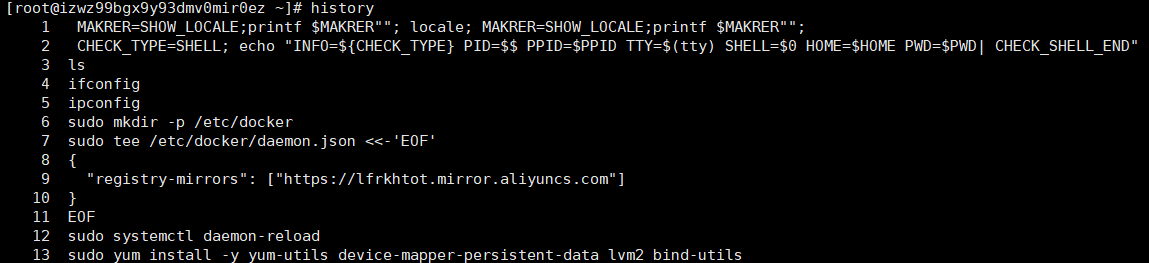 [root@izwz99bgx9y93dmv0mir0ez ~]# history
1 MAKRER=SHOW_LOCALE;printf $MAKRER""; locale; MAKRER=SHOW_LOCALE;printf $MAKRER"";
2 CHECK_TYPE=SHELL; echo "INFO=${CHECK_TYPE} PID=$$ PPID=$PPID TTY=$(tty) SHELL=$0 HOME=$HOME PWD=$PWD| CHECK_SHELL_END"
3 ls
4 ifconfig
5 ipconfig
6 sudo mkdir -p /etc/docker
7 sudo tee /etc/docker/daemon.json <<-'EOF'
8 {
9 "registry-mirrors": ["https://lfrkhtot.mirror.aliyuncs.com"]
10 }
11 EOF
12 sudo systemctl daemon-reload
13 sudo yum install -y yum-utils device-mapper-persistent-data lvm2 bind-utils